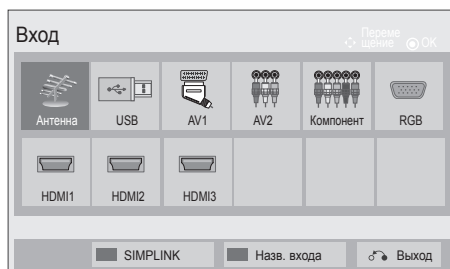 Вход
Переме
щение OK
Антенна USB AV1 AV2 Компонент RGB
HDMI1 HDMI2 HDMI3
SIMPLINK Назв. входа Выход